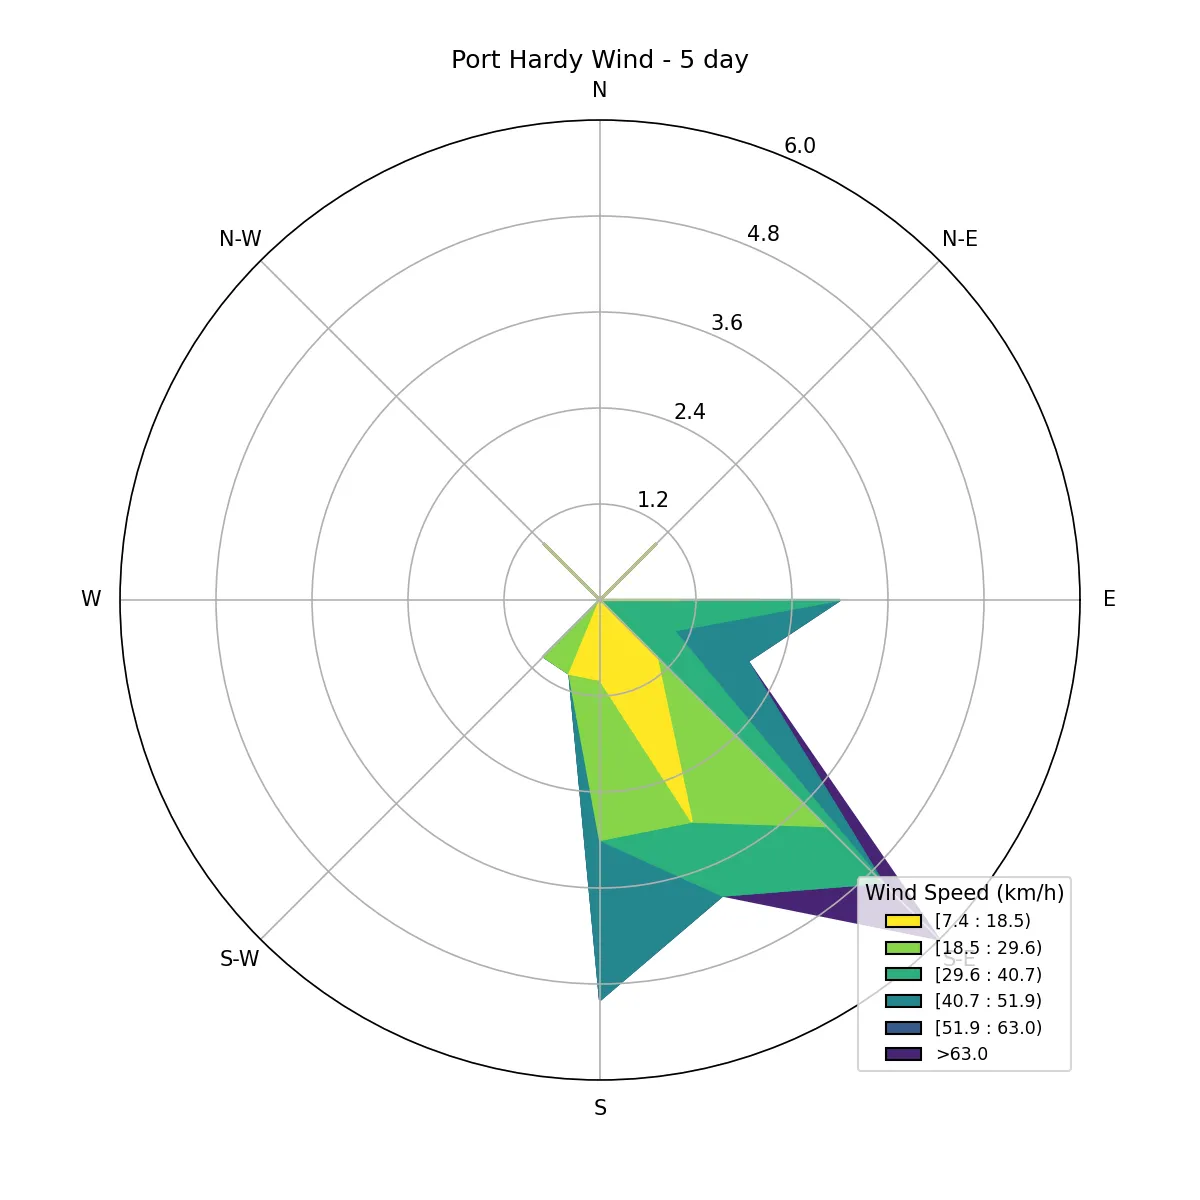 Port Hardy Wind - 5 day
N
6.0
N-W
N-E
4.8
3.6
2.4
1.2
W
E
Wind Speed (km/h)
[7.4 : 18.5)
[18.5 : 29.6)
S-W
S-E
[29.6 : 40.7)
[40.7 : 51.9)
[51.9 : 63.0)
>63.0
S